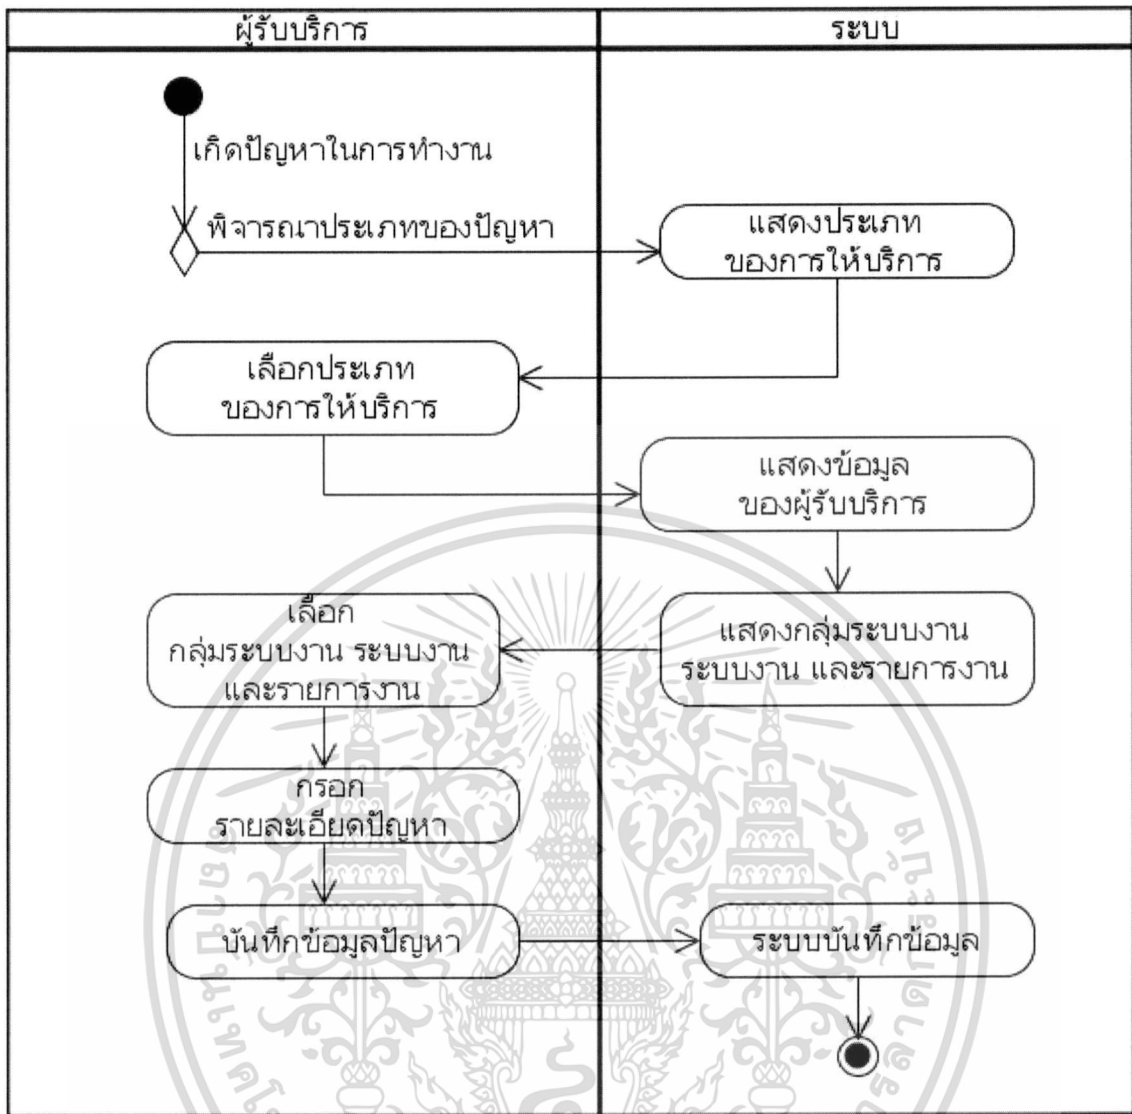 ผู้รับบริการ
ระบบ
เกิดปัญหาในการทำงาน
พิจารณาประเภทของปัญหา
แสดงประเภท
ของการให้บริการ
เลือกประเภท
ของการให้บริการ
แสดงข้อมูล
ของผู้รับบริการ
แสดงกลุ่มระบบงาน
ระบบงาน และรายการงาน
เลือก
กลุ่มระบบงาน ระบบงาน
และรายการงาน
กรอก
รายละเอียดปัญหา
บันทึกข้อมูลปัญหา
ระบบบันทึกข้อมูล